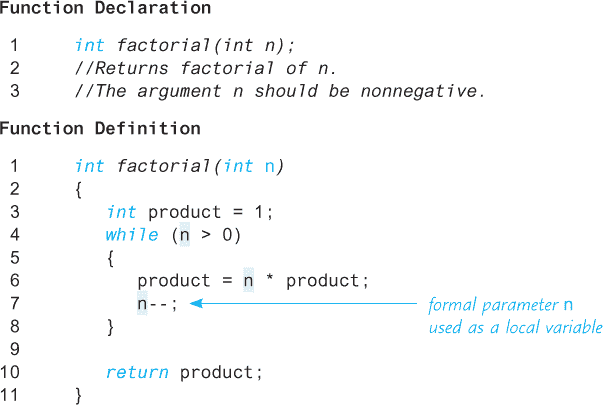 Function Declaration
1 int factorial(int n);
2 //Returns factorial of n.
3 //The argument n should be nonnegative.
Function Definition
1 int factorial(int n)
2 {
3 int product = 1;
4 while (n > 0)
5 {
6 product = n * product;
7 n--; formal parameter n
8 } used as a local variable
9
10 return product;
11 }